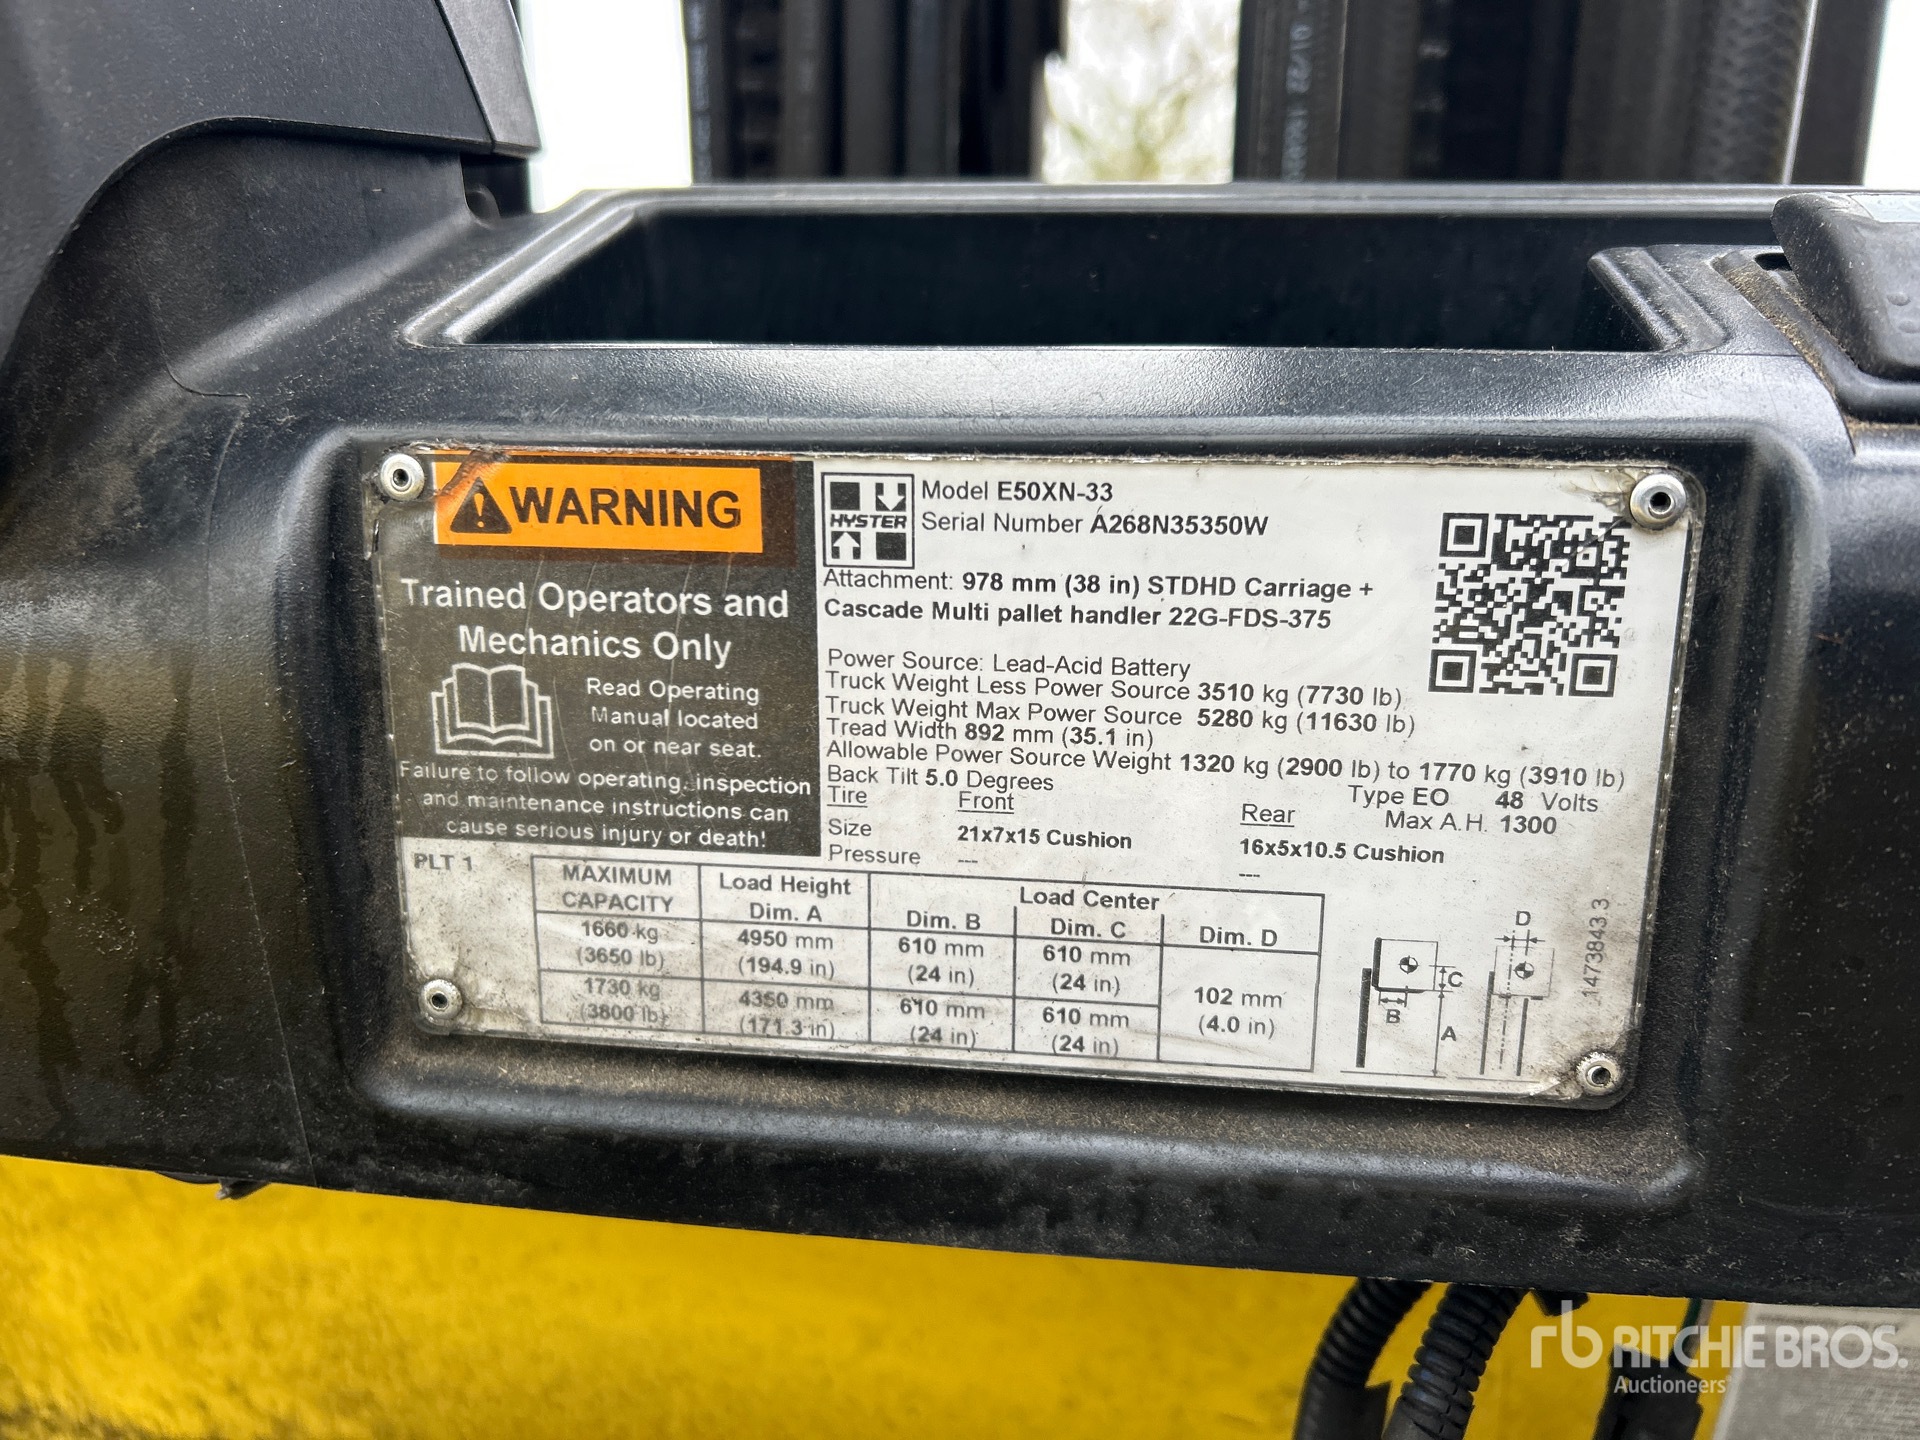 WARNING
Trained Operators and
Mechanics Only
Read Operating
Manual located
on or near seat.
Failure to follow operating, inspection
and maintenance instructions can
cause serious injury or death!
HYSTER
Model E50XN-33
Serial Number A268N35350W
Attachment: 978 mm (38 in) STDHD Carriage +
Cascade Multi pallet handler 22G-FDS-375
Power Source: Lead-Acid Battery
Truck Weight Less Power Source 3510 kg (7730 lb)
Truck Weight Max Power Source 5280 kg (11630 lb)
Tread Width 892 mm (35.1 in)
Allowable Power Source Weight 1320 kg (2900 lb) to 1770 kg (3910 lb)
Back Tilt 5.0 Degrees
Type EO 48 Volts
Max A.H. 1300
Tire Front Rear
Size 21x7x15 Cushion 16x5x10.5 Cushion
Pressure --- ---
PLT 1
MAXIMUM CAPACITY Load Height Dim. A Load Center
Dim. B Dim. C Dim. D
1660 kg 4950 mm 610 mm 610 mm
(3650 lb) (194.9 in) (24 in) (24 in)
102 mm
(4.0 in)
1730 kg 4350 mm 610 mm 610 mm
(3800 lb) (171.3 in) (24 in) (24 in)
B C A D
1473843 3
rb RITCHIE BROS.
Auctioneers